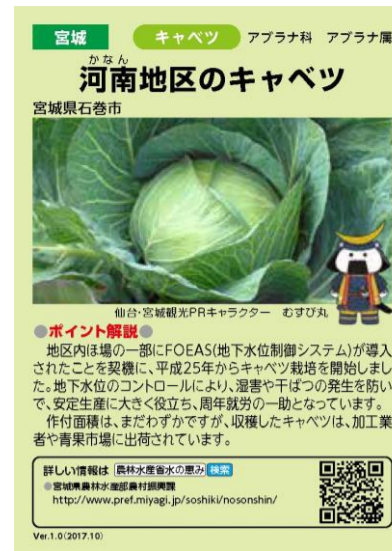 宮城 キャベツ アブラナ科 アブラナ属
かなん
河南地区のキャベツ
宮城県石巻市
仙台・宮城観光PRキャラクター むすび丸
●ポイント解説●
地区内ほ場の一部にFOEAS(地下水位制御システム)が導入
されたことを契機に、平成25年からキャベツ栽培を開始しまし
た。地下水位のコントロールにより、湿害や干ばつの発生を防い
で、安定生産に大きく役立ち、周年就労の一助となっています。
作付面積は、まだわずかですが、収穫したキャベツは、加工業
者や青果市場に出荷されています。
詳しい情報は 農林水産省水の恵み 検索
●宮城県農林水産部農村振興課
http://www.pref.miyagi.jp/soshiki/nosonshin/
Ver.1.0(2017.10)